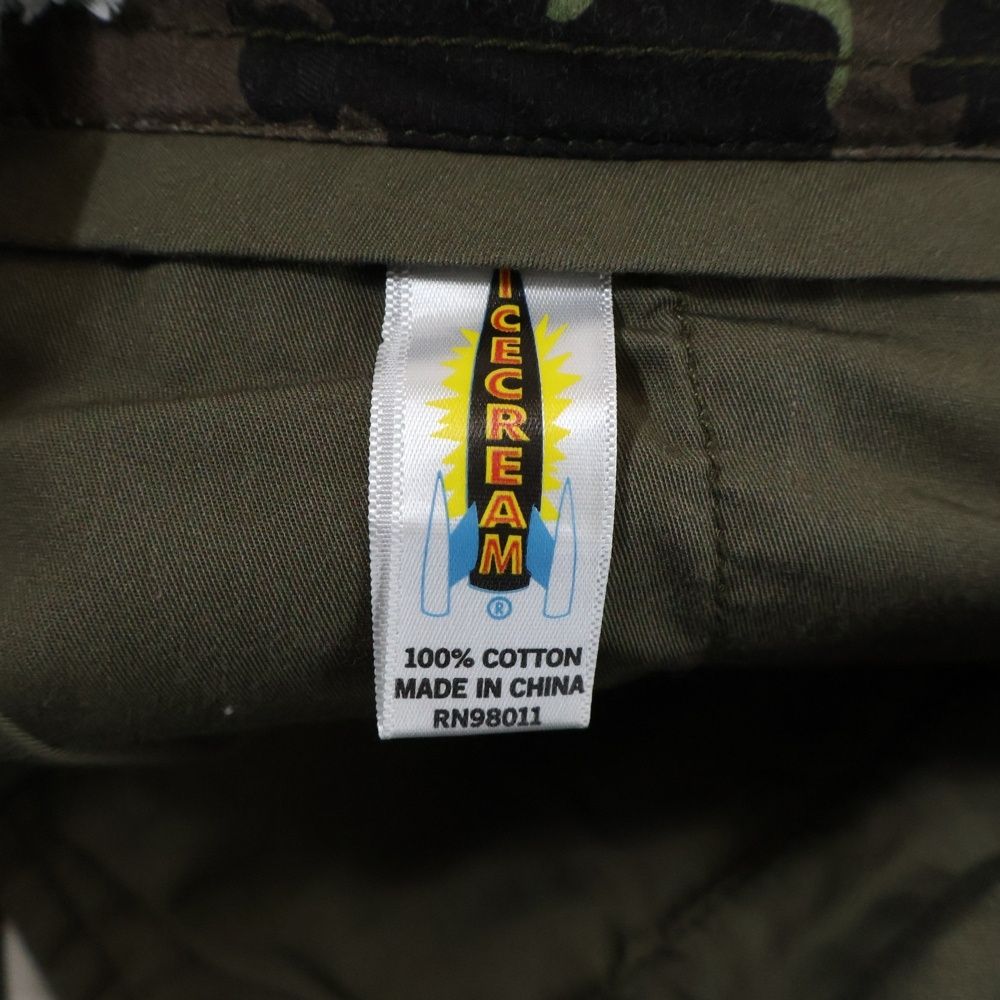 ICECREAM
®
100% COTTON
MADE IN CHINA
RN98011